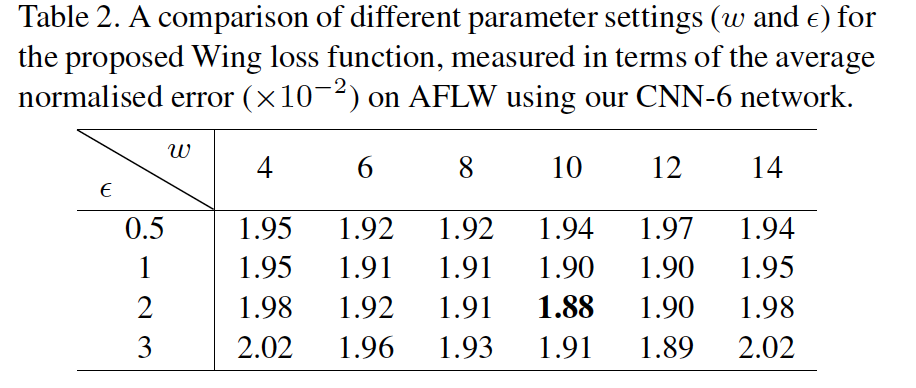 Table 2. A comparison of different parameter settings (w and ϵ) for
the proposed Wing loss function, measured in terms of the average
normalised error (×10⁻²) on AFLW using our CNN-6 network.
w
ϵ
4 6 8 10 12 14
0.5 1.95 1.92 1.92 1.94 1.97 1.94
1 1.95 1.91 1.91 1.90 1.90 1.95
2 1.98 1.92 1.91 1.88 1.90 1.98
3 2.02 1.96 1.93 1.91 1.89 2.02